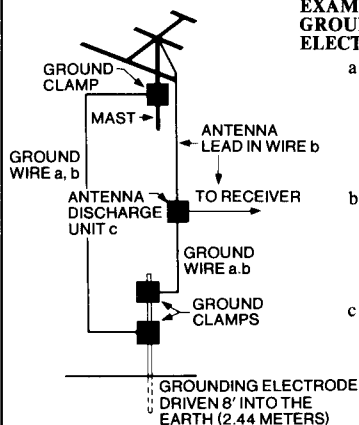 EXAM
GROUN
ELECT
a
GROUND
CLAMP
MAST
ANTENNA
LEAD IN WIRE b
GROUND
WIRE a, b
b
ANTENNA
DISCHARGE
UNIT c
TO RECEIVER
GROUND
WIRE a.b
GROUND
CLAMPS
c
GROUNDING ELECTRODE
DRIVEN 8' INTO THE
EARTH (2.44 METERS)